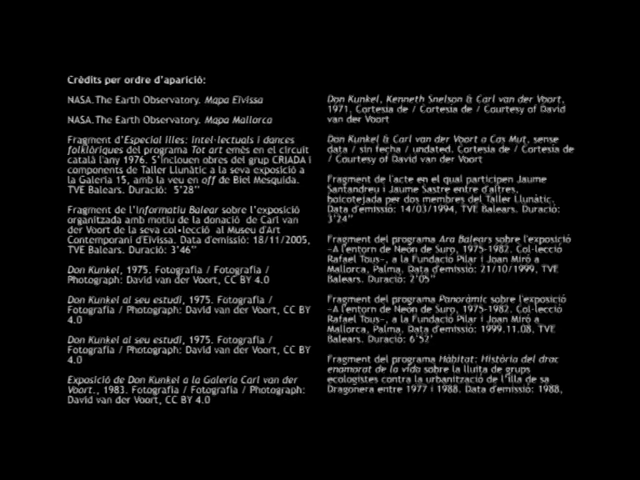 Crèdits per ordre d'aparició:
NASA.The Earth Observatory. Mapa Eivissa
NASA.The Earth Observatory. Mapa Mallorca
Fragment d'Especial illes: intel·lectuals i dances
folklòriques del programa Tot art emès en el circuit
català l'any 1976. S'inclouen obres del grup CRIADA i
components de Taller Llunàtic a la seva exposició a
la Galeria 15, amb la veu en off de Biel Mesquida.
TVE Balears. Duració: 5'28"
Fragment de l'Informatiu Balear sobre l'exposició
organitzada amb motiu de la donació de Carl van
der Voort de la seva col·lecció al Museu d'Art
Contemporani d'Eivissa. Data d'emissió: 18/11/2005,
TVE Balears. Duració: 3'46"
Don Kunkel, 1975. Fotografia / Fotografia /
Photograph: David van der Voort, CC BY 4.0
Don Kunkel al seu estudi, 1975. Fotografia /
Fotografia / Photograph: David van der Voort, CC BY
4.0
Don Kunkel al seu estudi, 1975. Fotografia /
Fotografia / Photograph: David van der Voort, CC BY
4.0
Exposició de Don Kunkel a la Galeria Carl van der
Voort., 1983. Fotografia / Fotografia / Photograph:
David van der Voort, CC BY 4.0
Don Kunkel, Kenneth Snelson & Carl van der Voort,
1971. Cortesia de / Cortesía de / Courtesy of David
van der Voort
Don Kunkel & Carl van der Voort a Cas Mut, sense
data / sin fecha / undated. Cortesia de / Cortesía de
/ Courtesy of David van der Voort
Fragment de l'acte en el qual participen Jaume
Santandreu i Jaume Sastre entre d'altres,
boicotejada per dos membres del Taller Llunàtic.
Data d'emissió: 14/03/1994, TVE Balears. Duració:
3'24"
Fragment del programa Ara Balears sobre l'exposició
«A l'entorn de Neon de Suro, 1975-1982. Col·lecció
Rafael Tous», a la Fundació Pilar i Joan Miró a
Mallorca, Palma. Data d'emissió: 21/10/1999, TVE
Balears. Duració: 2'05"
Fragment del programa Panoràmic sobre l'exposició
«A l'entorn de Neon de Suro, 1975-1982. Col·lecció
Rafael Tous», a la Fundació Pilar i Joan Miró a
Mallorca, Palma. Data d'emissió: 1999.11.08, TVE
Balears. Duració: 6'52'
Fragment del programa Hàbitat: Història del drac
enamorat de la vida sobre la lluita de grups
ecologistes contra la urbanització de l'illa de sa
Dragonera entre 1977 i 1988. Data d'emissió: 1988,